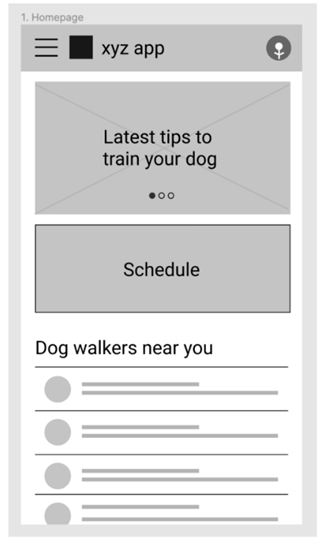 1. Homepage
xyz app
Latest tips to
train your dog
Schedule
Dog walkers near you